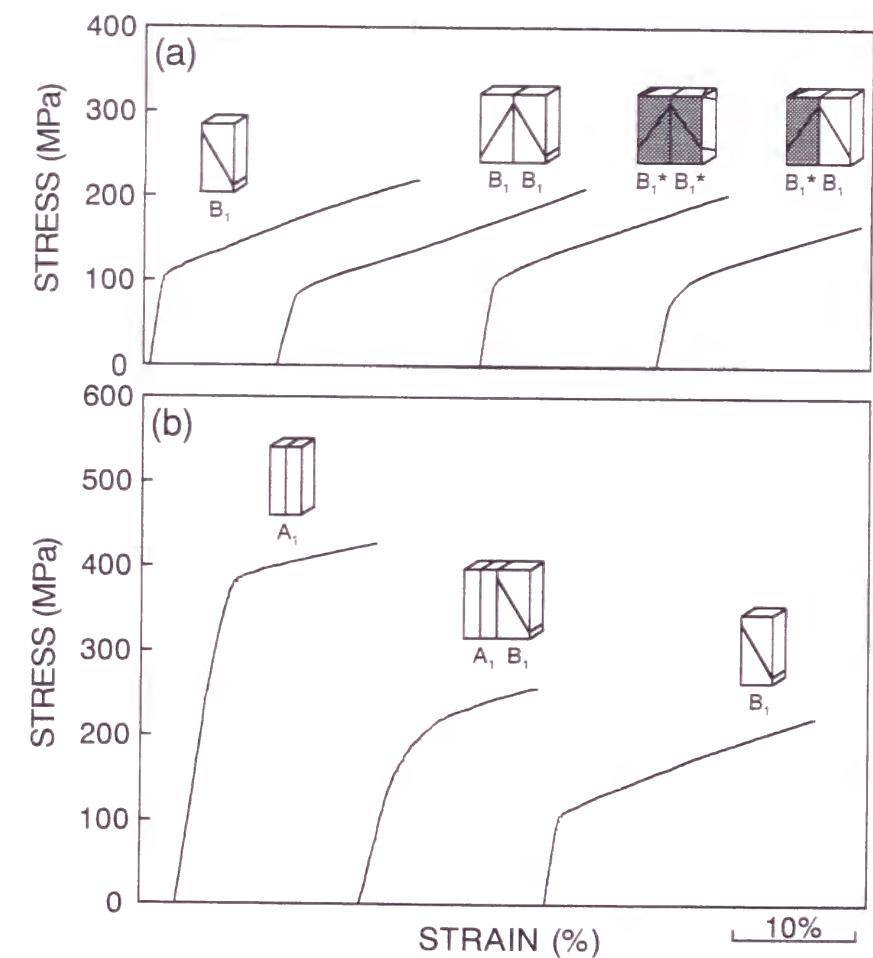 400
(a)
300
STRESS (MPa)
200
100
0
B₁
B₁ B₁
B₁* B₁*
B₁* B₁
600
(b)
500
400
STRESS (MPa)
300
200
100
0
A₁
A₁ B₁
B₁
STRAIN (%)
10%